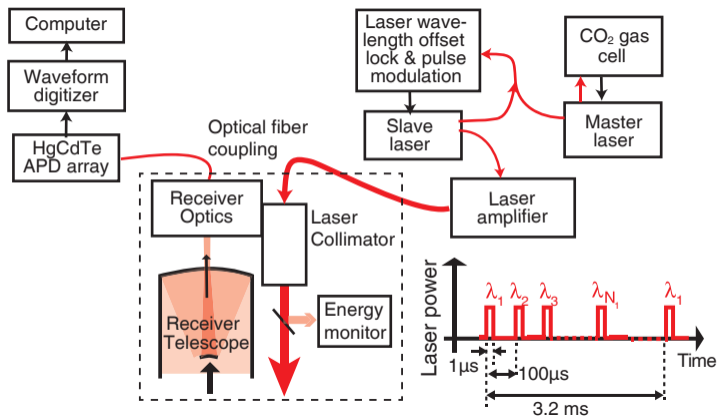 Computer
Waveform
digitizer
HgCdTe
APD array
Optical fiber
coupling
Laser wave-
length offset
lock & pulse
modulation
CO₂ gas
cell
Slave
laser
Master
laser
Receiver
Optics
Laser
Collimator
Laser
amplifier
Receiver
Telescope
Energy
monitor
Laser power
λ₁ λ₂ λ₃ λN₁ λ₁
Time
1µs
100µs
3.2 ms